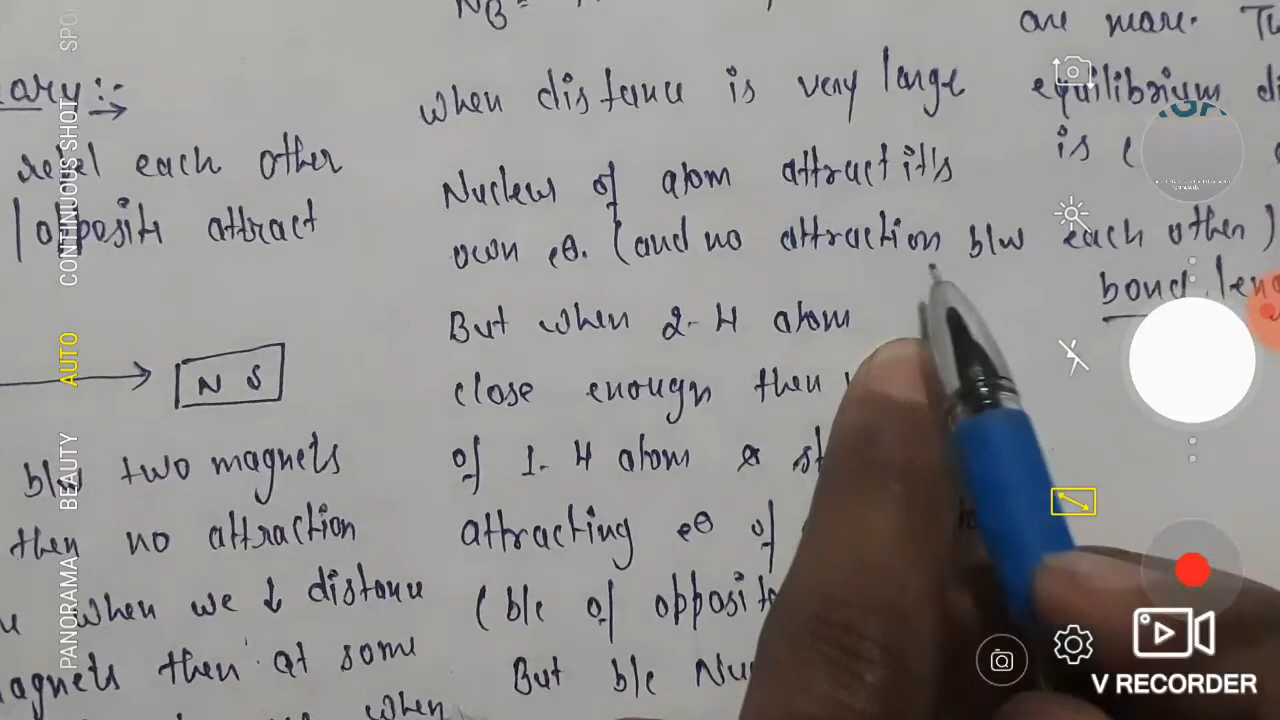 NB=
are more.
ary:-
rebel each other
| opposite attract
N S
b/w two magnets
then no attraction
when we ↓ distance
magnets then at some
when
When distance is very large
Nucleus of atom attract it's
own e⊖. (and no attraction b/w each other)
But when 2-H atom
close enough then
of 1-H atom
attracting e⊖ of
(b/c of opposite
But b/c
equilibrium
is (
bond leng
SPO
CONTINUOUS SHOT
AUTO
BEAUTY
PANORAMA
V RECORDER